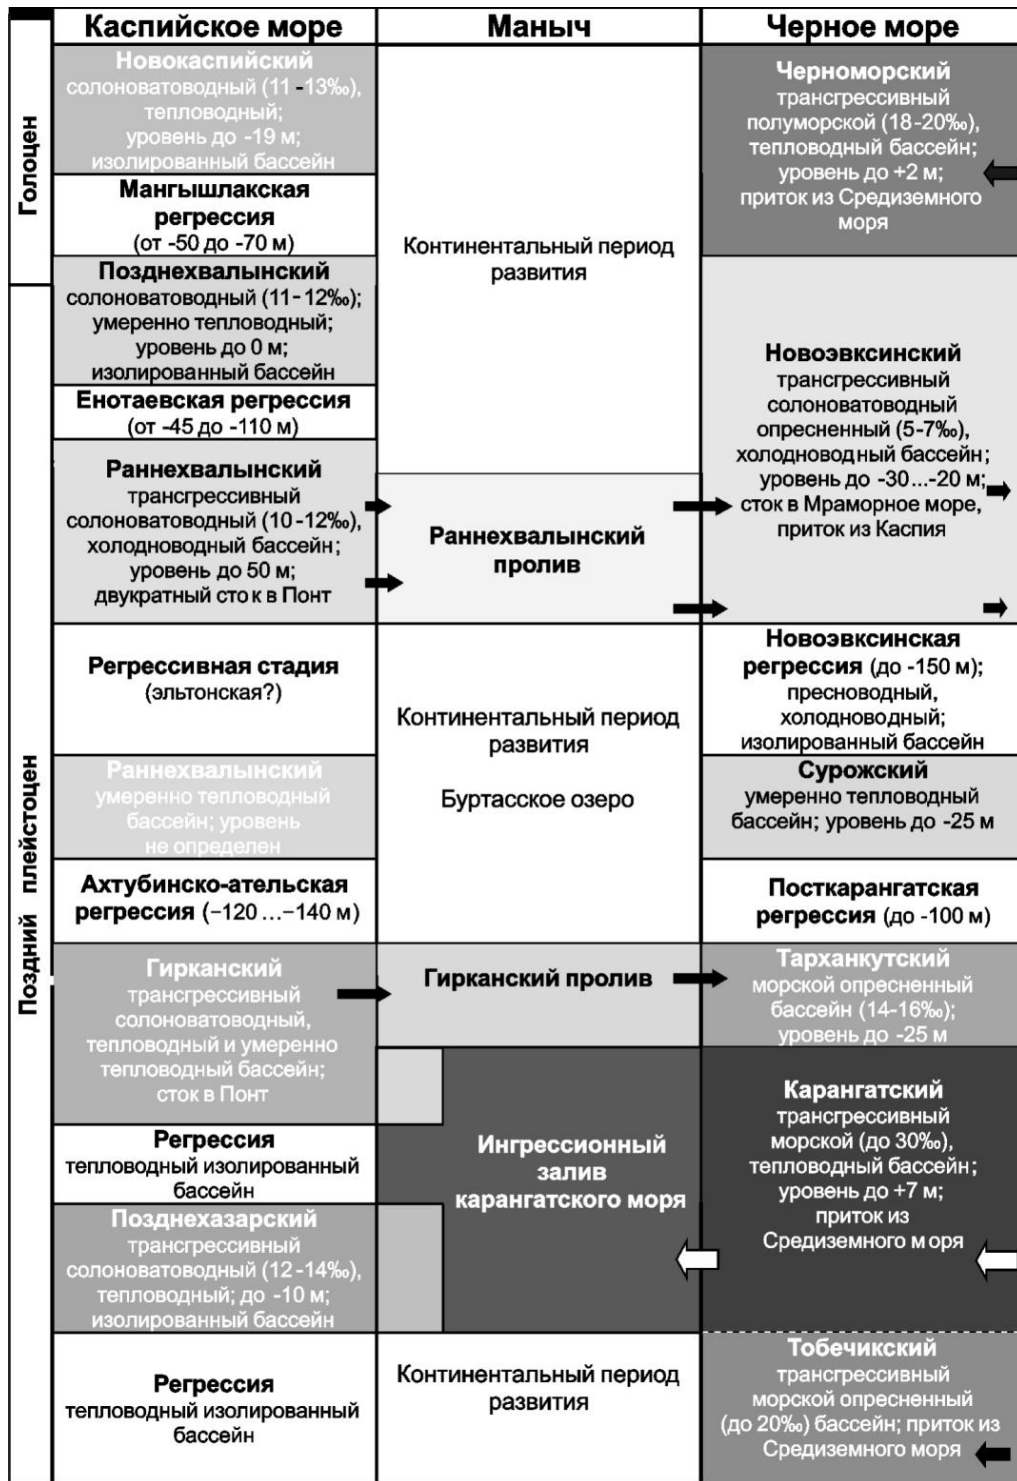 Каспийское море
Маныч
Черное море
Голоцен
Поздний плейстоцен
Новокаспийский
солоноватоводный (11 -13‰),
тепловодный;
уровень до -19 м;
изолированный бассейн
Мангышлакская
регрессия
(от -50 до -70 м)
Позднехвалынский
солоноватоводный (11-12‰);
умеренно тепловодный;
уровень до 0 м;
изолированный бассейн
Енотаевская регрессия
(от -45 до -110 м)
Раннехвалынский
трансгрессивный
солоноватоводный (10-12‰),
холодноводный бассейн;
уровень до 50 м;
двукратный сток в Понт
Регрессивная стадия
(эльтонская?)
Раннехвалынский
умеренно тепловодный
бассейн; уровень
не определен
Ахтубинско-ательская
регрессия (−120 ...−140 м)
Гирканский
трансгрессивный
солоноватоводный,
тепловодный и умеренно
тепловодный бассейн;
сток в Понт
Регрессия
тепловодный изолированный
бассейн
Позднехазарский
трансгрессивный
солоноватоводный (12-14‰),
тепловодный; до -10 м;
изолированный бассейн
Регрессия
тепловодный изолированный
бассейн
Континентальный период
развития
Раннехвалынский
пролив
Континентальный период
развития
Буртасское озеро
Гирканский пролив
Ингрессионный
залив
карангатского моря
Континентальный период
развития
Черноморский
трансгрессивный
полуморской (18-20‰),
тепловодный бассейн;
уровень до +2 м;
приток из Средиземного
моря
Новоэвксинский
трансгрессивный
солоноватоводный
опресненный (5-7‰),
холодноводный бассейн;
уровень до -30...-20 м;
сток в Мраморное море,
приток из Каспия
Новоэвксинская
регрессия (до -150 м);
пресноводный,
холодноводный;
изолированный бассейн
Сурожский
умеренно тепловодный
бассейн; уровень до -25 м
Посткарангатская
регрессия (до -100 м)
Тарханкутский
морской опресненный
бассейн (14-16‰);
уровень до -25 м
Карангатский
трансгрессивный
морской (до 30‰),
тепловодный бассейн;
уровень до +7 м;
приток из
Средиземного моря
Тобечикский
трансгрессивный
морской опресненный
(до 20‰) бассейн; приток из
Средиземного моря